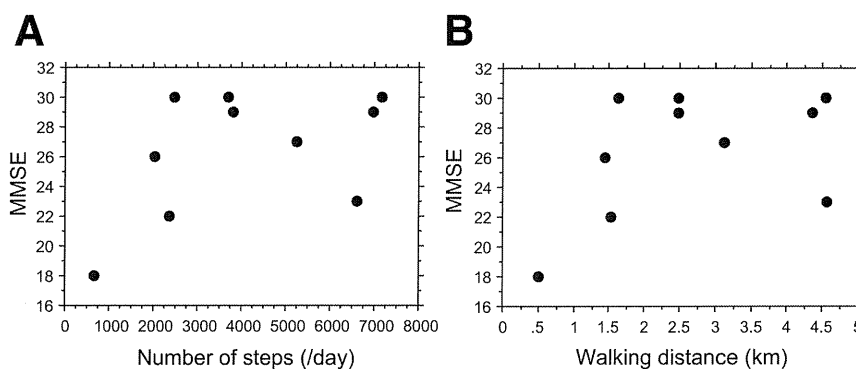 A
B
32
30
28
26
24
22
20
18
16
MMSE
0 1000 2000 3000 4000 5000 6000 7000 8000
Number of steps (/day)
32
30
28
26
24
22
20
18
16
MMSE
0 .5 1 1.5 2 2.5 3 3.5 4 4.5 5
Walking distance (km)